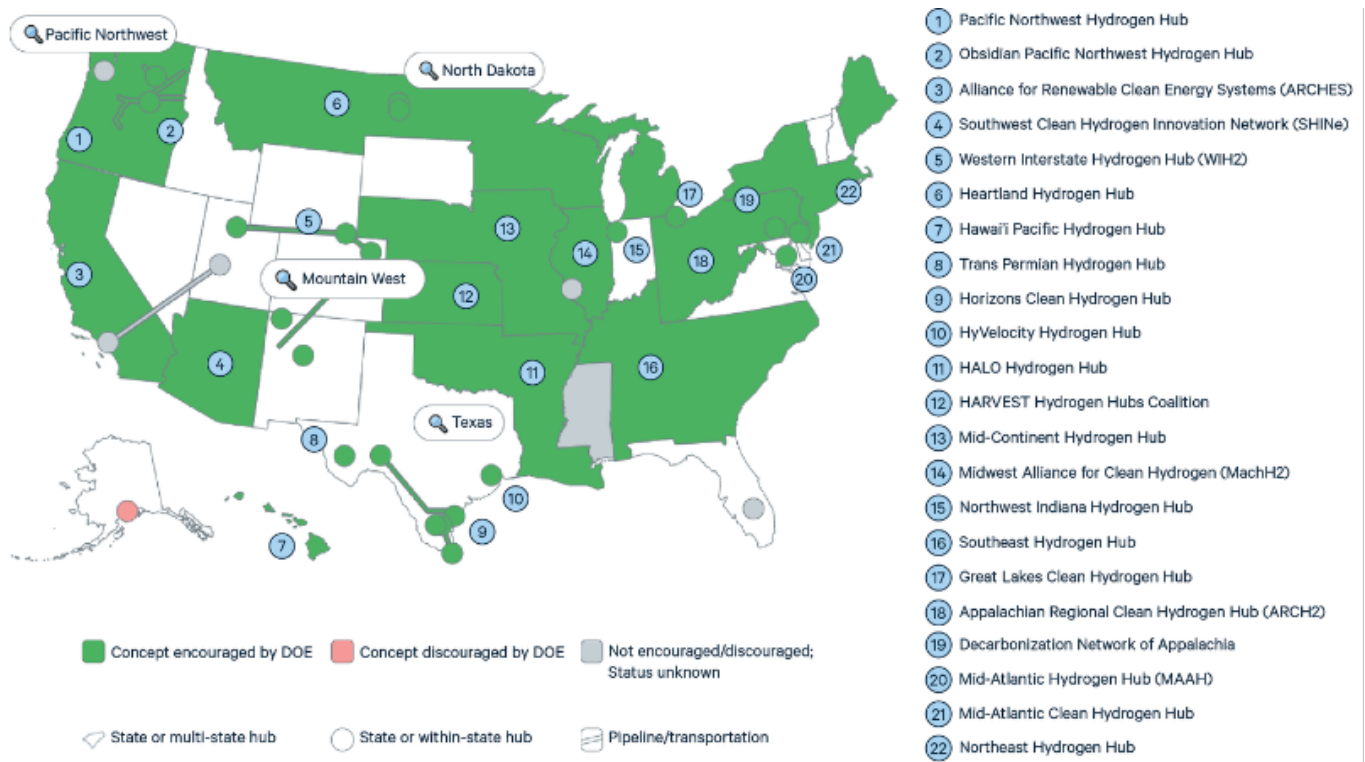 Pacific Northwest
North Dakota
Mountain West
Texas
1
2
3
4
5
6
7
8
9
10
11
12
13
14
15
16
17
18
19
20
21
22
Concept encouraged by DOE
Concept discouraged by DOE
Not encouraged/discouraged;
Status unknown
State or multi-state hub
State or within-state hub
Pipeline/transportation
1 Pacific Northwest Hydrogen Hub
2 Obsidian Pacific Northwest Hydrogen Hub
3 Alliance for Renewable Clean Energy Systems (ARCHES)
4 Southwest Clean Hydrogen Innovation Network (SHINe)
5 Western Interstate Hydrogen Hub (WIH2)
6 Heartland Hydrogen Hub
7 Hawai'i Pacific Hydrogen Hub
8 Trans Permian Hydrogen Hub
9 Horizons Clean Hydrogen Hub
10 HyVelocity Hydrogen Hub
11 HALO Hydrogen Hub
12 HARVEST Hydrogen Hubs Coalition
13 Mid-Continent Hydrogen Hub
14 Midwest Alliance for Clean Hydrogen (MachH2)
15 Northwest Indiana Hydrogen Hub
16 Southeast Hydrogen Hub
17 Great Lakes Clean Hydrogen Hub
18 Appalachian Regional Clean Hydrogen Hub (ARCH2)
19 Decarbonization Network of Appalachia
20 Mid-Atlantic Hydrogen Hub (MAAH)
21 Mid-Atlantic Clean Hydrogen Hub
22 Northeast Hydrogen Hub